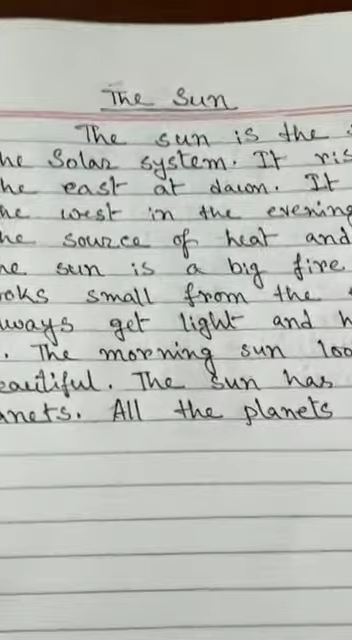 The Sun
The sun is the
he Solar system. It ris
he east at dawn. It
he west in the evening
he source of heat and
he sun is a big fire
oks small from the
lways get light and h
. The morning sun loo
eautiful. The sun has
anets. All the planets